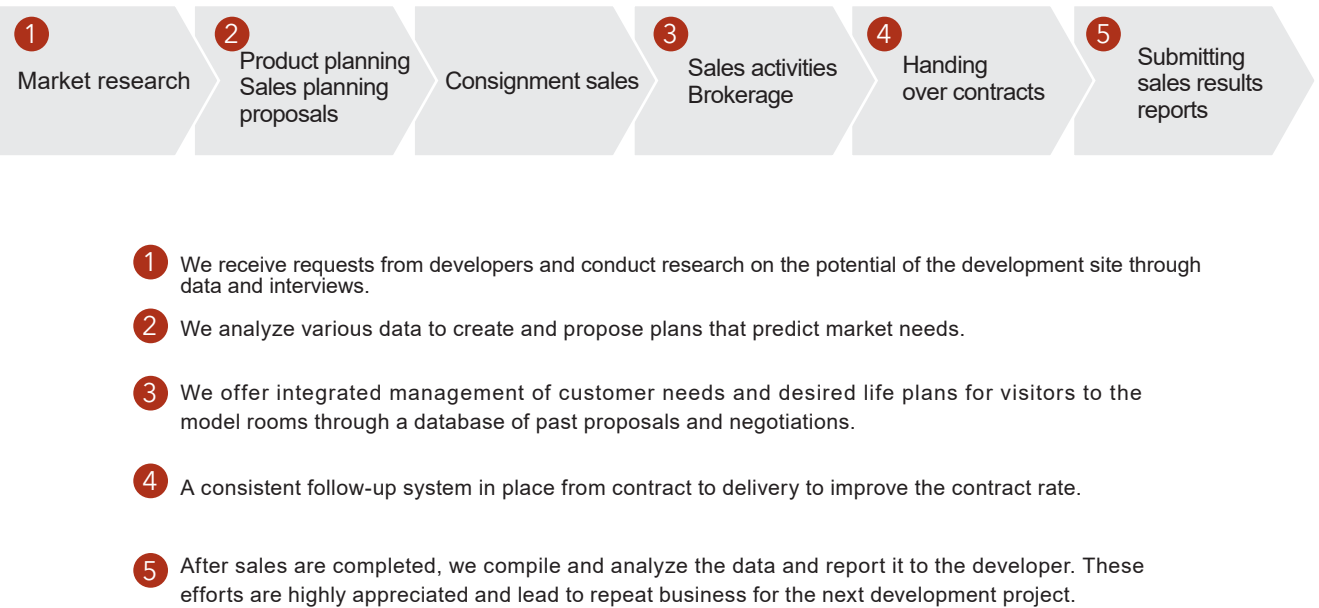 1
Market research
2
Product planning
Sales planning
proposals
Consignment sales
3
Sales activities
Brokerage
4
Handing
over contracts
5
Submitting
sales results
reports
1 We receive requests from developers and conduct research on the potential of the development site through
data and interviews.
2 We analyze various data to create and propose plans that predict market needs.
3 We offer integrated management of customer needs and desired life plans for visitors to the
model rooms through a database of past proposals and negotiations.
4 A consistent follow-up system in place from contract to delivery to improve the contract rate.
5 After sales are completed, we compile and analyze the data and report it to the developer. These
efforts are highly appreciated and lead to repeat business for the next development project.